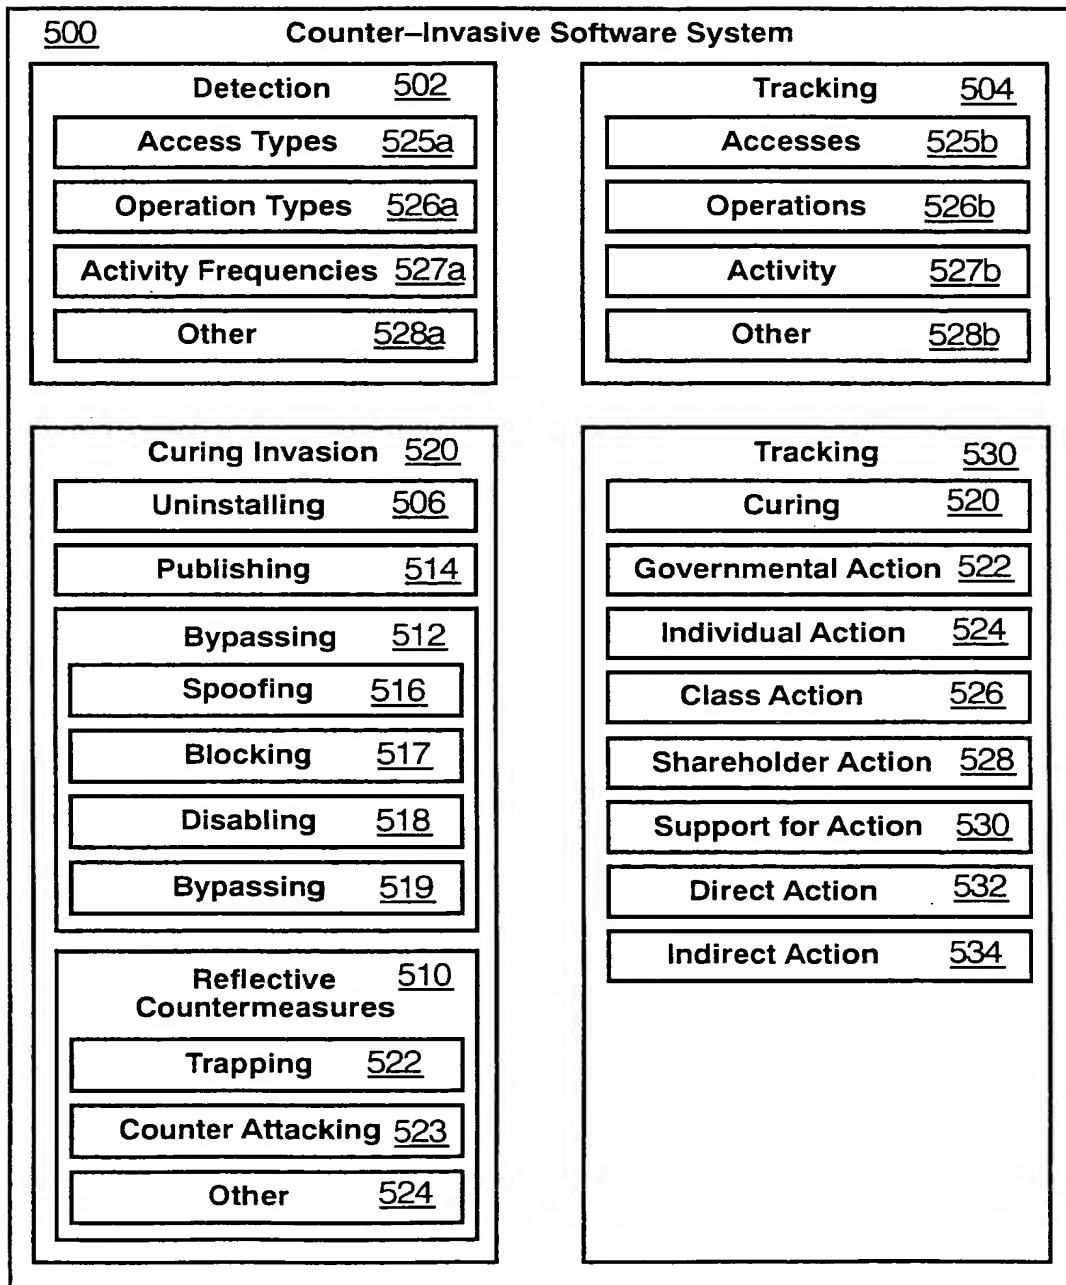 500 Counter–Invasive Software System
Detection 502
Access Types 525a
Operation Types 526a
Activity Frequencies 527a
Other 528a
Tracking 504
Accesses 525b
Operations 526b
Activity 527b
Other 528b
Curing Invasion 520
Uninstalling 506
Publishing 514
Bypassing 512
Spoofing 516
Blocking 517
Disabling 518
Bypassing 519
Reflective 510
Countermeasures
Trapping 522
Counter Attacking 523
Other 524
Tracking 530
Curing 520
Governmental Action 522
Individual Action 524
Class Action 526
Shareholder Action 528
Support for Action 530
Direct Action 532
Indirect Action 534